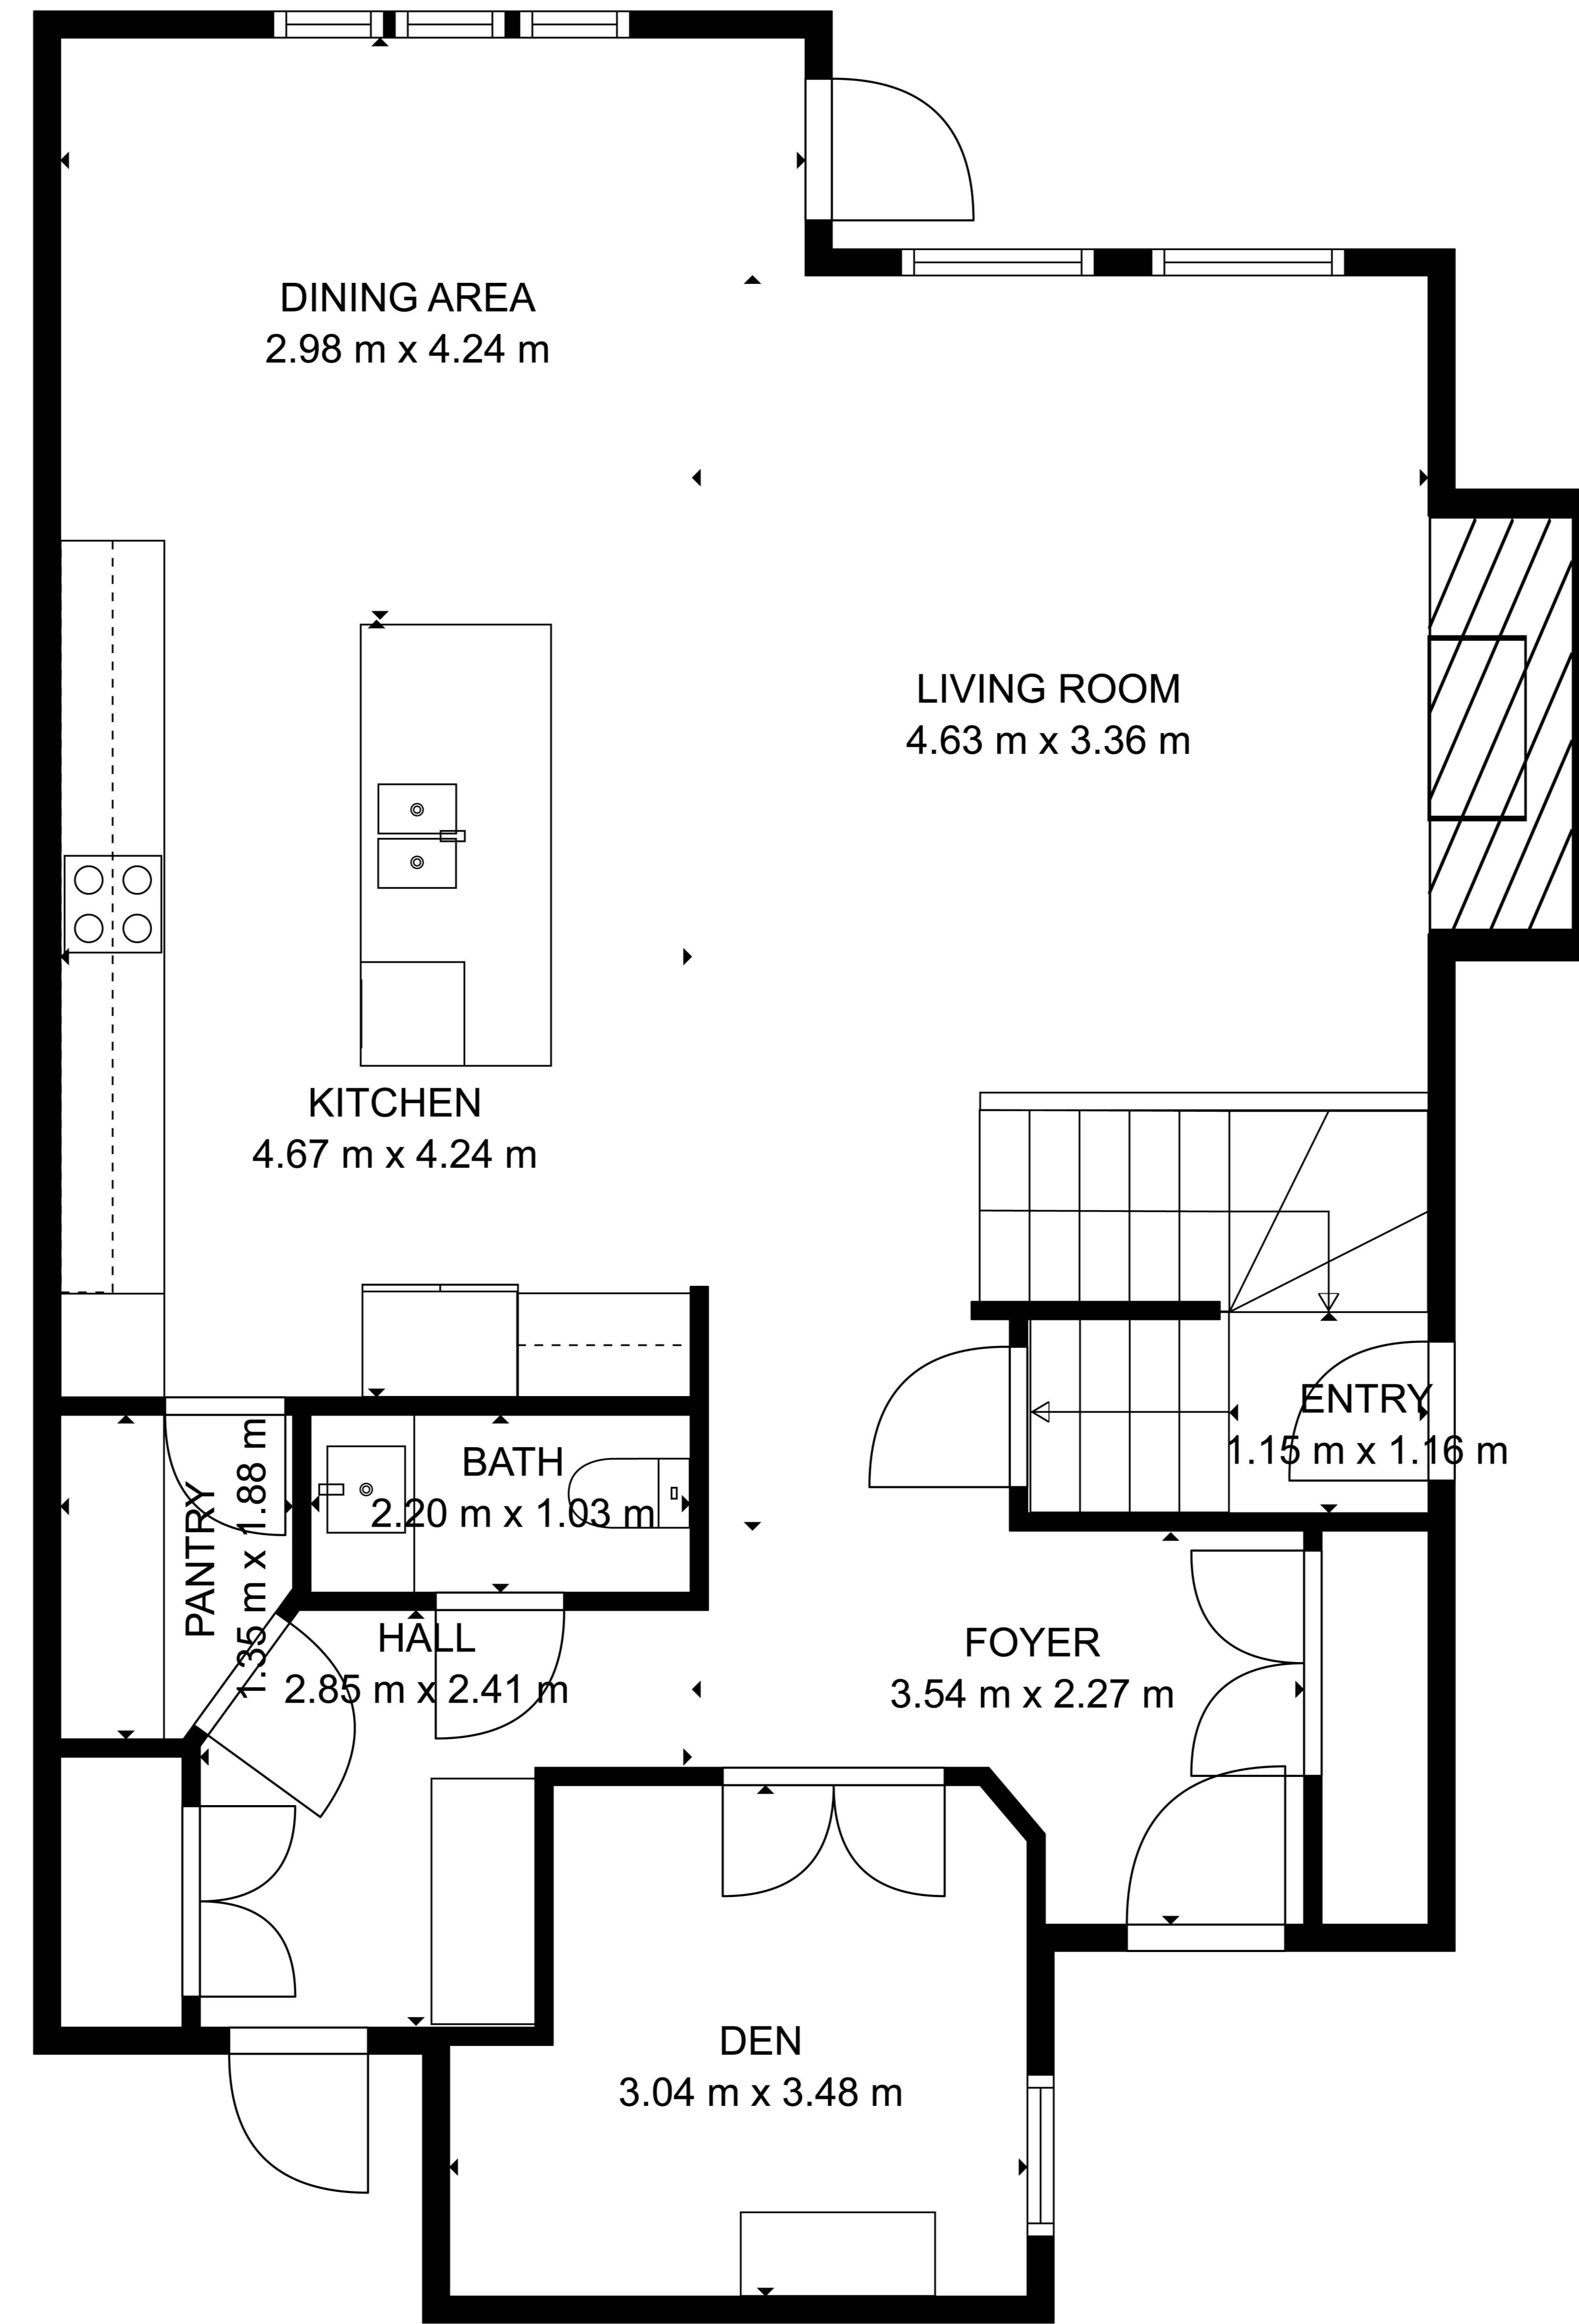 DINING AREA
2.98 m x 4.24 m
LIVING ROOM
4.63 m x 3.36 m
KITCHEN
4.67 m x 4.24 m
ENTRY
1.15 m x 1.16 m
BATH
2.20 m x 1.03 m
PANTRY
1.35 m x 1.88 m
HALL
2.85 m x 2.41 m
FOYER
3.54 m x 2.27 m
DEN
3.04 m x 3.48 m